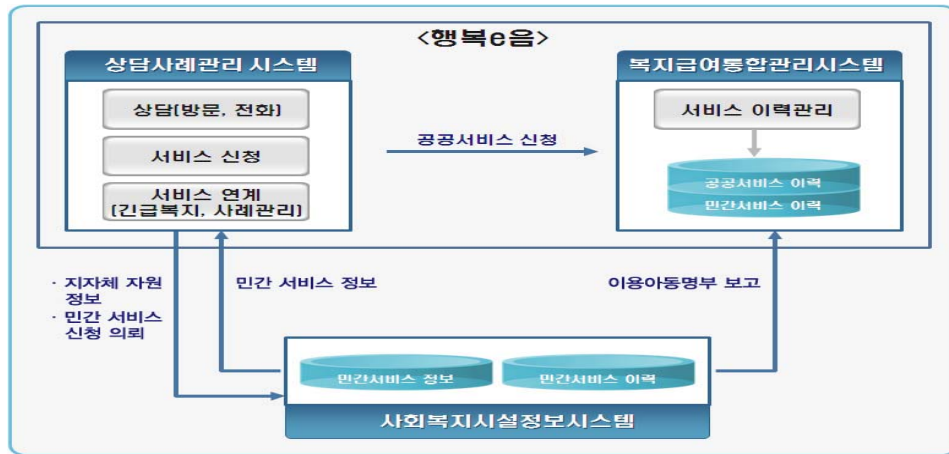 <행복e음>
상담사례관리 시스템
상담(방문, 전화)
서비스 신청
서비스 연계
(긴급복지, 사례관리)
공공서비스 신청
복지급여통합관리시스템
서비스 이력관리
공공서비스 이력
민간서비스 이력
· 지자체 자원
정보
· 민간 서비스
신청 의뢰
민간 서비스 정보
이용아동명부 보고
민간서비스 정보
민간서비스 이력
사회복지시설정보시스템